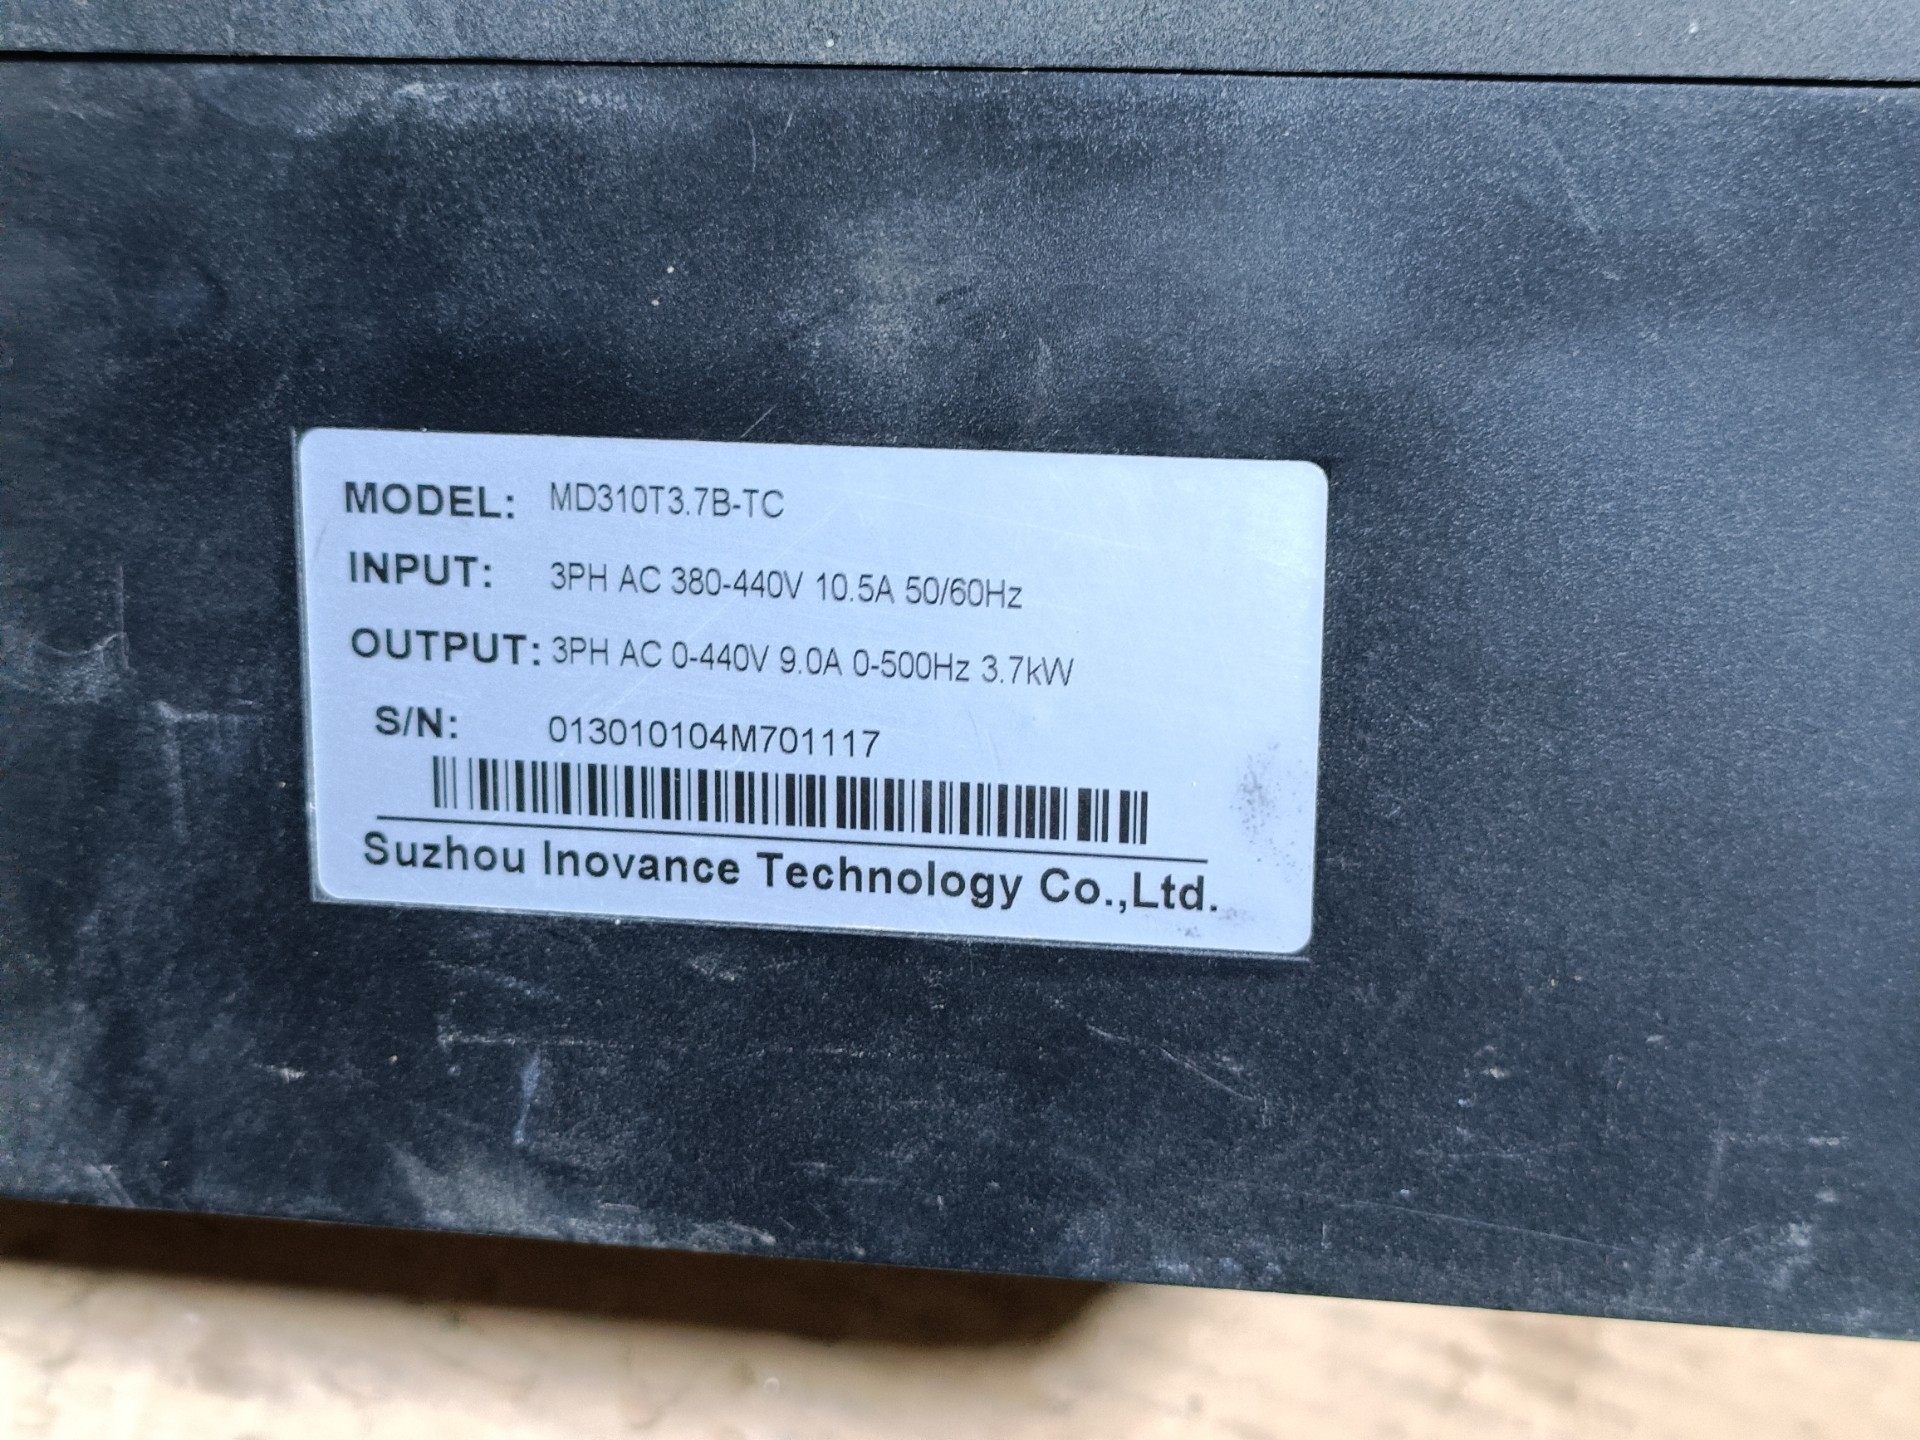 MODEL: MD310T3.7B-TC
INPUT: 3PH AC 380-440V 10.5A 50/60Hz
OUTPUT: 3PH AC 0-440V 9.0A 0-500Hz 3.7kW
S/N: 013010104M701117
Suzhou Inovance Technology Co.,Ltd.